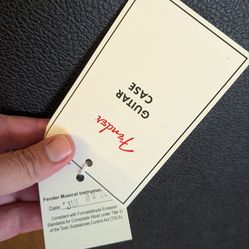 Fender
GUITAR
CASE
Fender Musical Instrumen
Date:
Compliant with Formaldehyde Emission
Standards for Composite Wood under Title VI
of the Toxic Substances Control Act (TSCA)